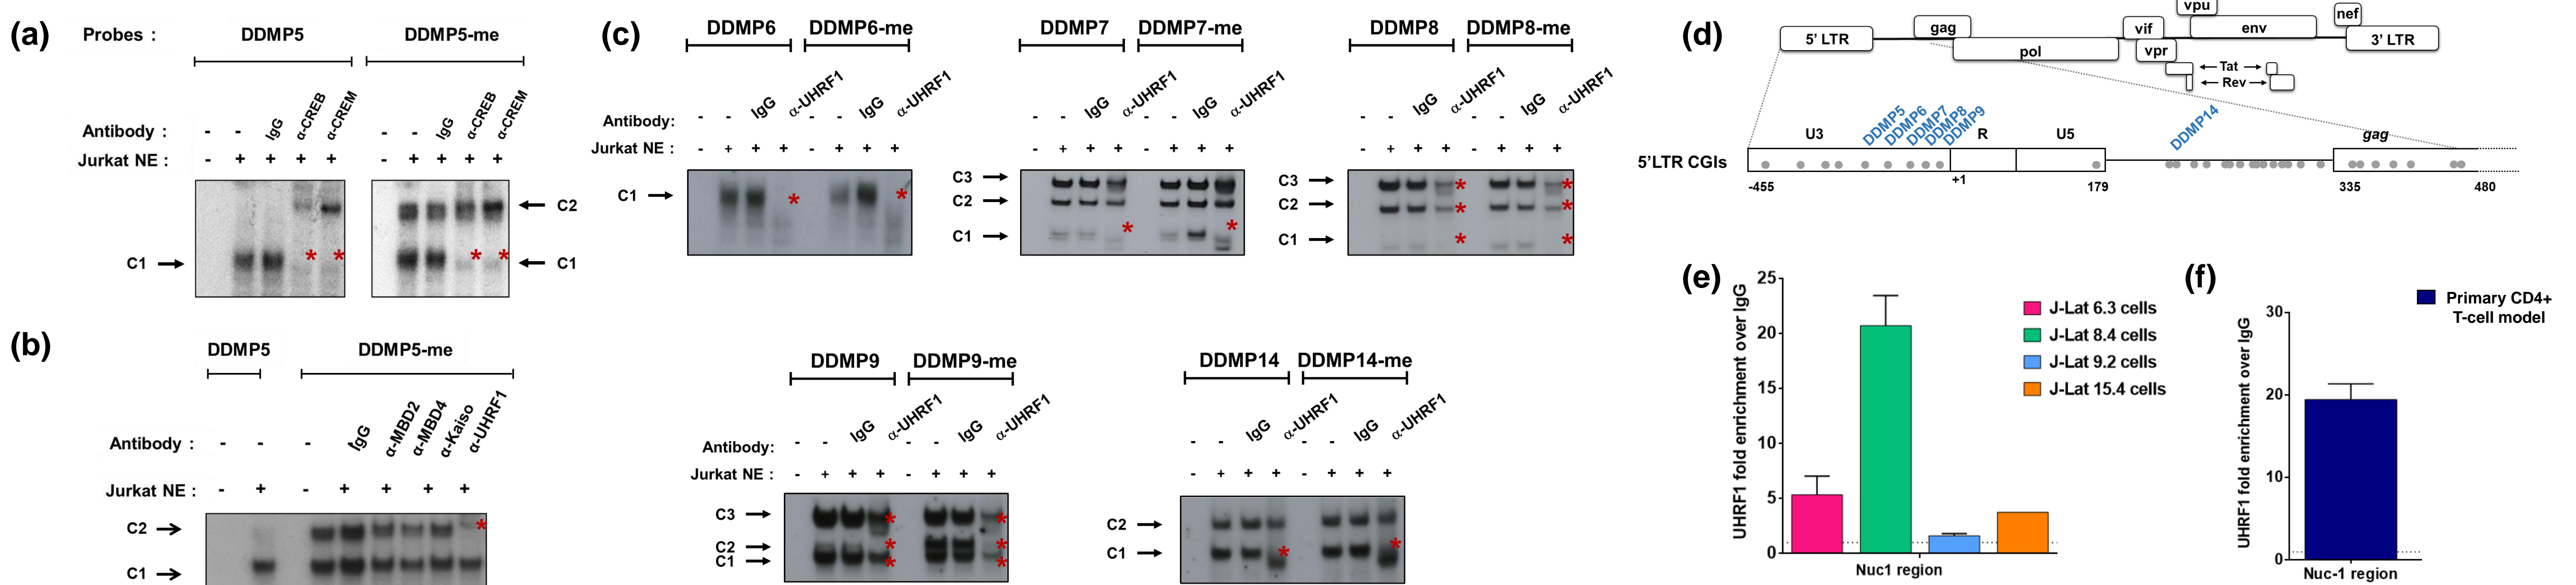 (a)
Probes :
DDMP5
DDMP5-me
Antibody :
- - IgG α-CREB α-CREM
- - IgG α-CREB α-CREM
Jurkat NE :
- + + + +
- + + + +
C1
C2
C1
*
*
*
*
(b)
DDMP5
DDMP5-me
Antibody :
- -
- IgG α-MBD2 α-MBD4 α-Kaiso α-UHRF1
Jurkat NE :
- +
- + + + +
C2
C1
*
(c)
DDMP6 DDMP6-me
Antibody:
- - IgG α-UHRF1
- - IgG α-UHRF1
Jurkat NE :
- + + +
- + + +
C1
*
*
DDMP7 DDMP7-me
- - IgG α-UHRF1
- - IgG α-UHRF1
- + + +
- + + +
C3
C2
C1
*
*
DDMP8 DDMP8-me
- - IgG α-UHRF1
- - IgG α-UHRF1
- + + +
- + + +
C3
C2
C1
* *
* *
* *
DDMP9 DDMP9-me
Antibody:
- - IgG α-UHRF1
- - IgG α-UHRF1
Jurkat NE :
- + + +
- + + +
C3
C2
C1
* *
* *
* *
DDMP14 DDMP14-me
- - IgG α-UHRF1
- - IgG α-UHRF1
- + + +
- + + +
C2
C1
*
*
(d)
5' LTR
gag
pol
vif
vpr
vpu
env
nef
3' LTR
Tat
Rev
U3
DDMP5
DDMP6
DDMP7
DDMP8
DDMP9
R
U5
DDMP14
gag
5'LTR CGIs
-455
+1
179
335
480
(e)
UHRF1 fold enrichment over IgG
25
20
15
10
5
0
Nuc1 region
J-Lat 6.3 cells
J-Lat 8.4 cells
J-Lat 9.2 cells
J-Lat 15.4 cells
(f)
UHRF1 fold enrichment over IgG
30
20
10
0
Nuc-1 region
Primary CD4+
T-cell model